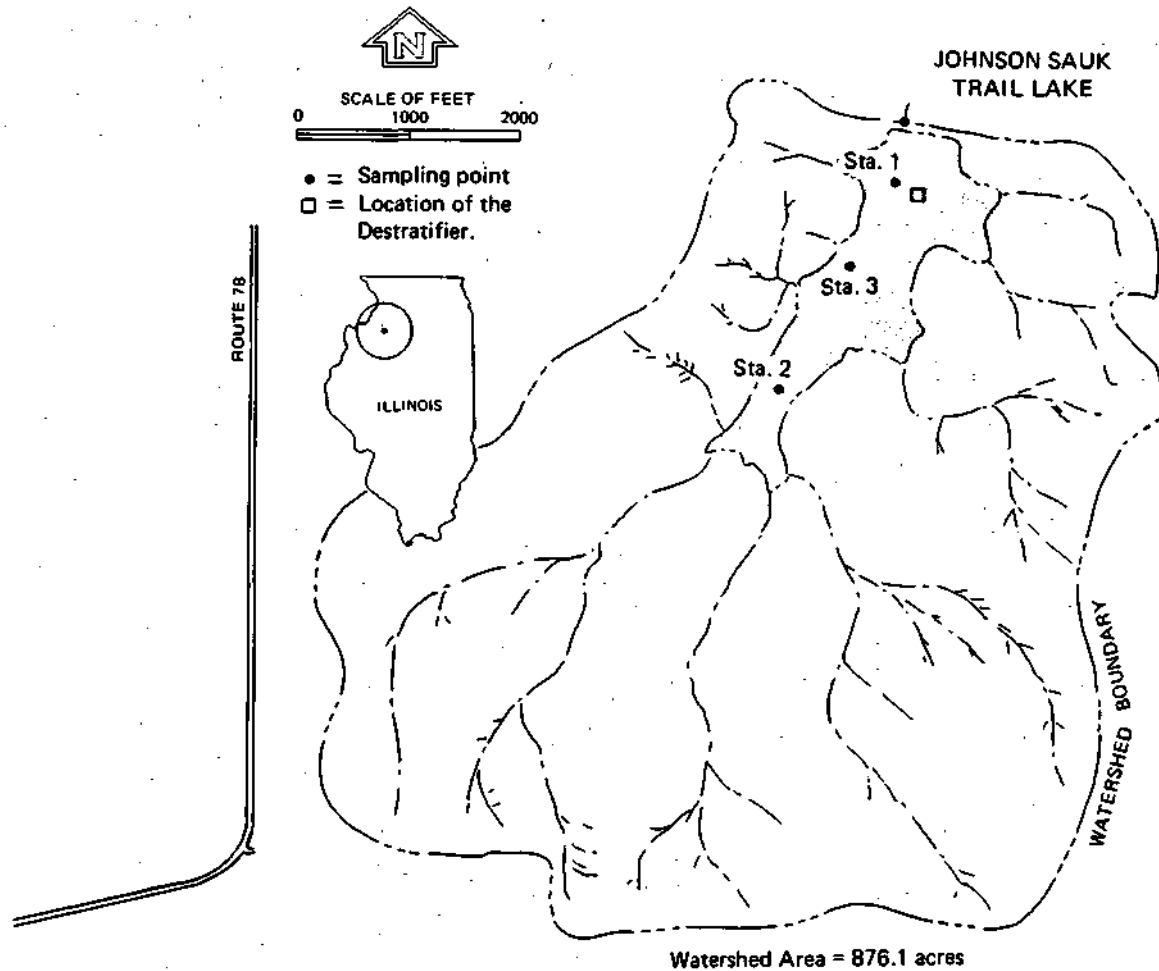 N
SCALE OF FEET
0 1000 2000
● = Sampling point
□ = Location of the
Destratifier.
JOHNSON SAUK
TRAIL LAKE
Sta. 1
Sta. 3
Sta. 2
ROUTE 78
ILLINOIS
WATERSHED BOUNDARY
Watershed Area = 876.1 acres